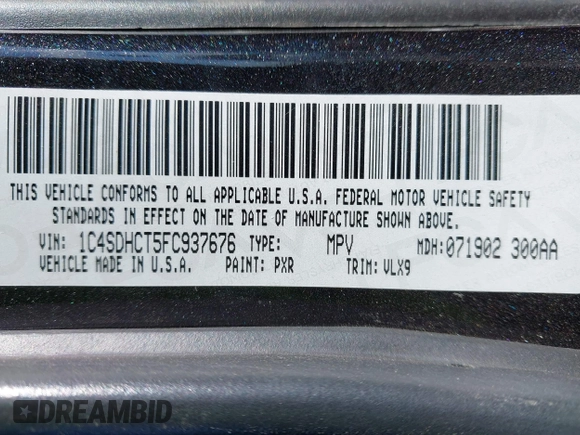 THIS VEHICLE CONFORMS TO ALL APPLICABLE U.S.A. FEDERAL MOTOR VEHICLE SAFETY
STANDARDS IN EFFECT ON THE DATE OF MANUFACTURE SHOWN ABOVE.
VIN: 1C4SDHCT5FC937676 TYPE: MPV MDH: 071902 300AA
VEHICLE MADE IN U.S.A. PAINT: PXR TRIM: VLX9
DREAMBID